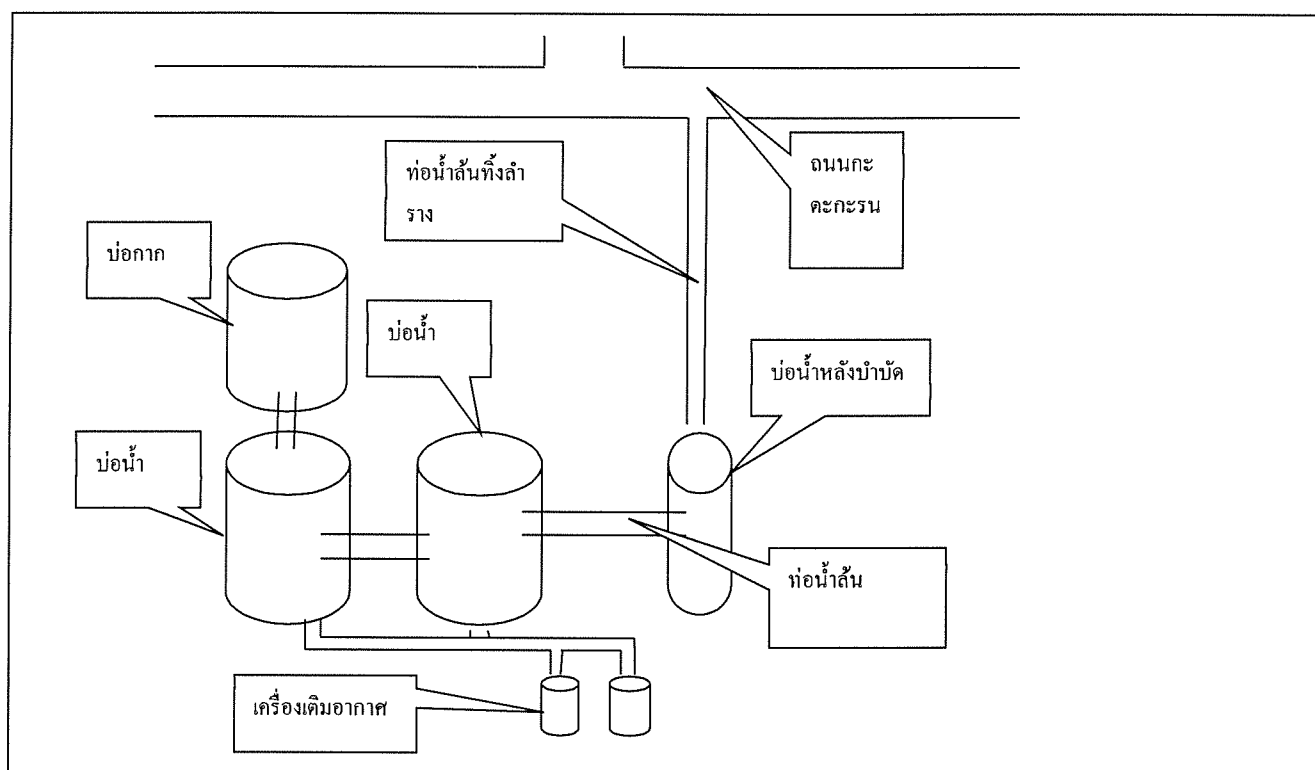 ท่อน้ำล้นทิ้งลำ
ราง
ถนนกะ
ตะกะรน
บ่อกาก
บ่อน้ำ
บ่อน้ำหลังบำบัด
บ่อน้ำ
ท่อน้ำล้น
เครื่องเติมอากาศ